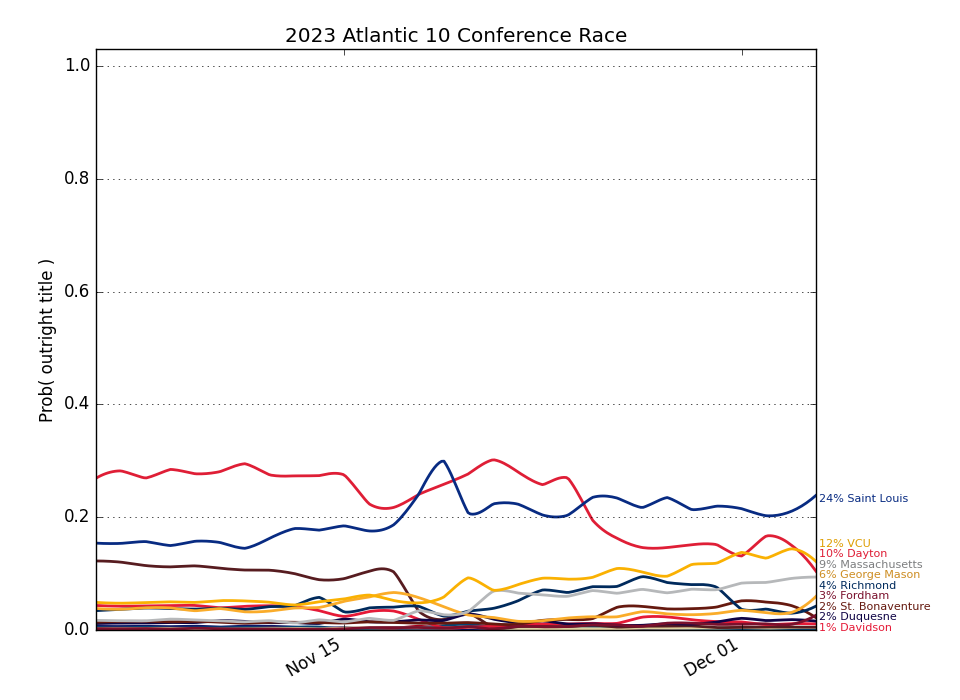 2023 Atlantic 10 Conference Race
Prob( outright title )
1.0
0.8
0.6
0.4
0.2
0.0
Nov 15
Dec 01
24% Saint Louis
12% VCU
10% Dayton
9% Massachusetts
6% George Mason
4% Richmond
3% Fordham
2% St. Bonaventure
2% Duquesne
1% Davidson